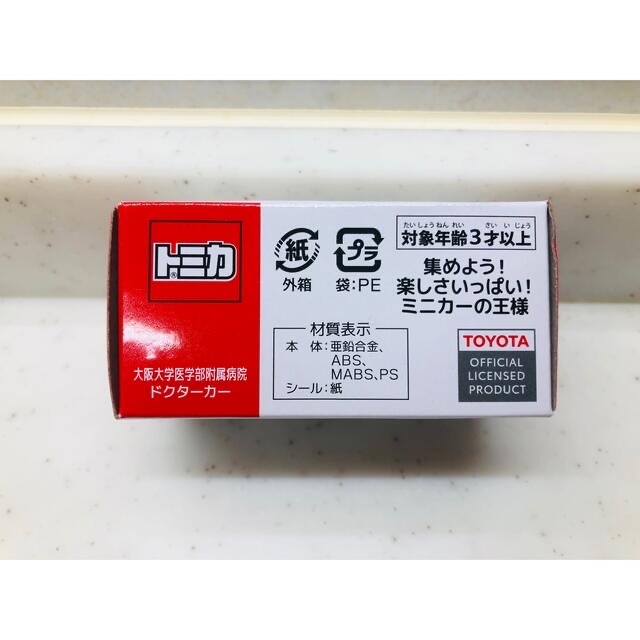 トミカ
®
大阪大学医学部附属病院
ドクターカー
紙
外箱
プラ
袋:PE
材質表示
本 体:亜鉛合金、
ABS、
MABS、PS
シール:紙
たいしょうねんれい さい いじょう
対象年齢3才以上
集めよう!
楽しさいっぱい!
ミニカーの王様
TOYOTA
OFFICIAL
LICENSED
PRODUCT